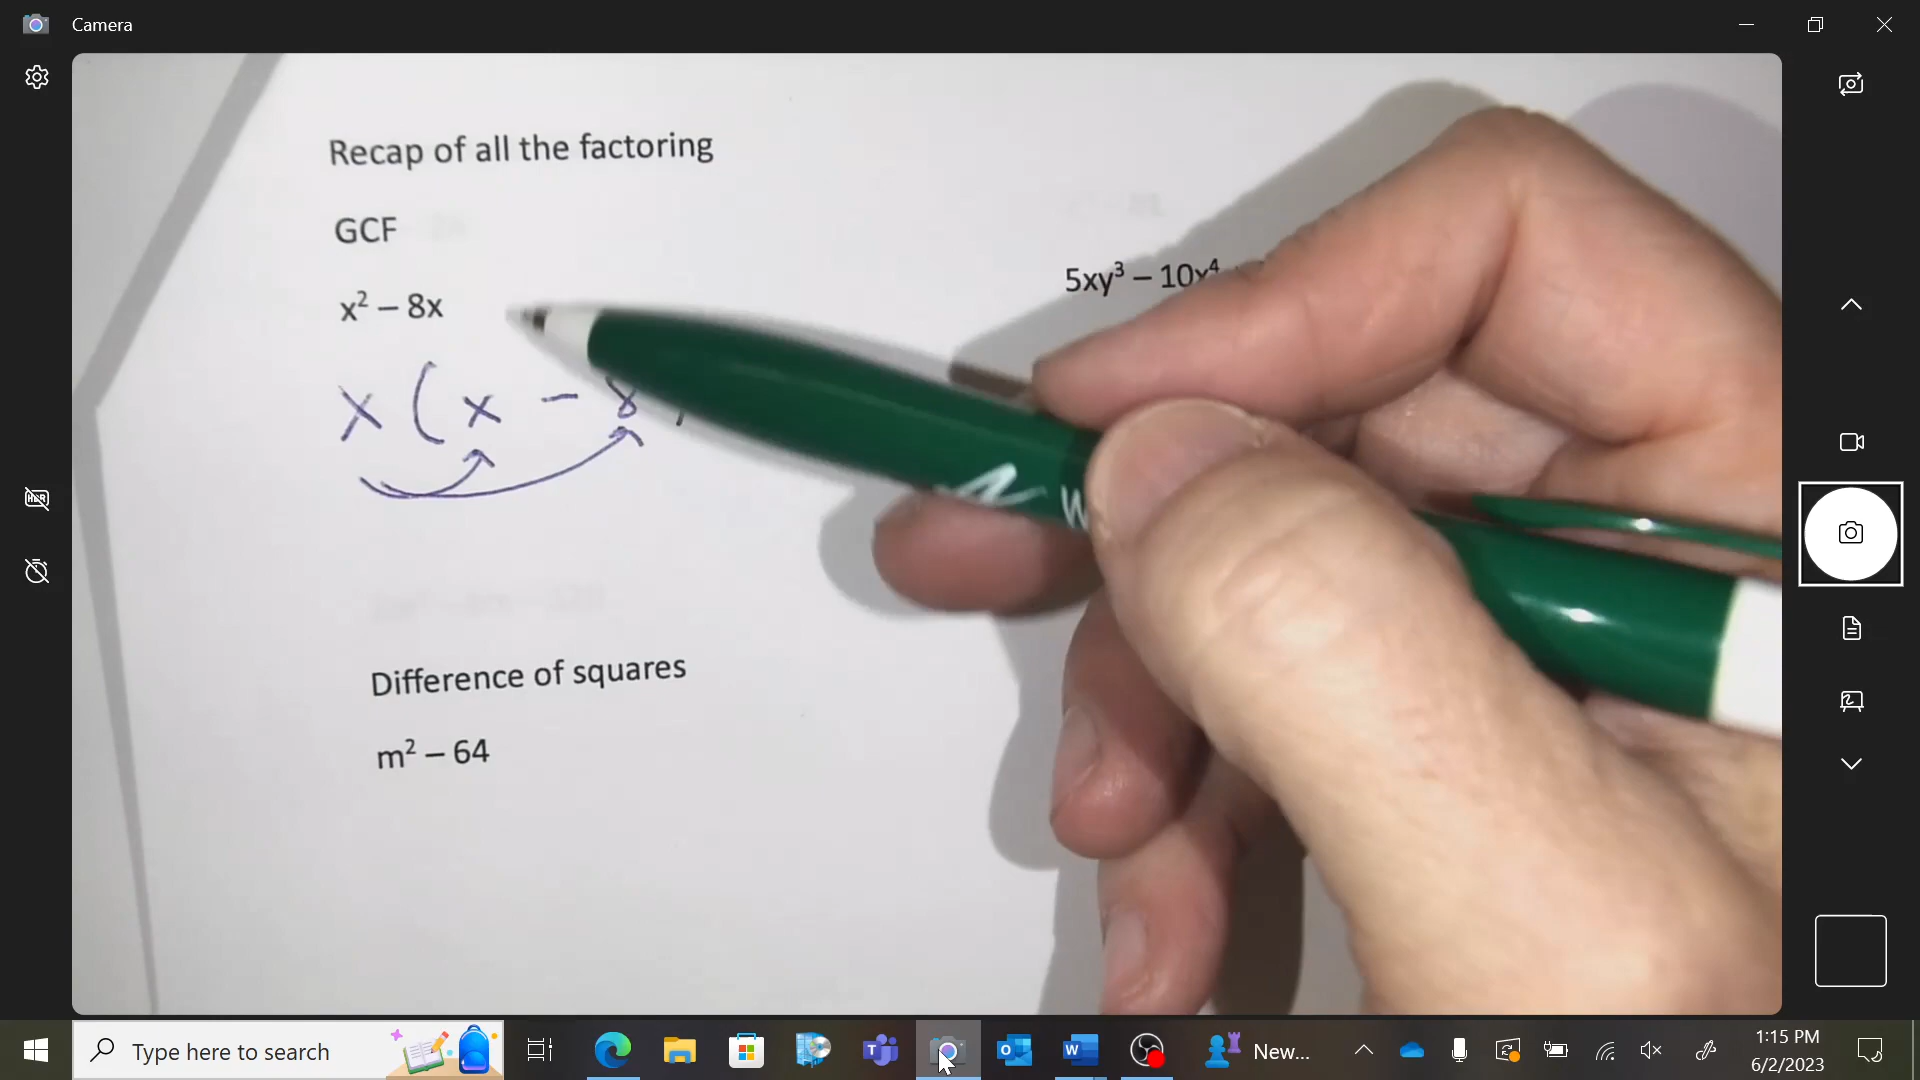 Camera
Recap of all the factoring
GCF
x² – 8x
5xy³ – 10x⁴
x ( x – 8
Difference of squares
m² – 64
Type here to search
New...
1:15 PM
6/2/2023